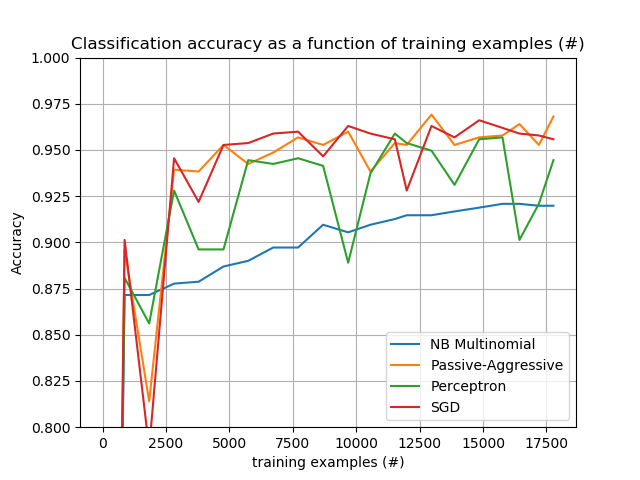 Classification accuracy as a function of training examples (#)
1.000
0.975
0.950
0.925
0.900
0.875
0.850
0.825
0.800
Accuracy
NB Multinomial
Passive-Aggressive
Perceptron
SGD
0 2500 5000 7500 10000 12500 15000 17500
training examples (#)